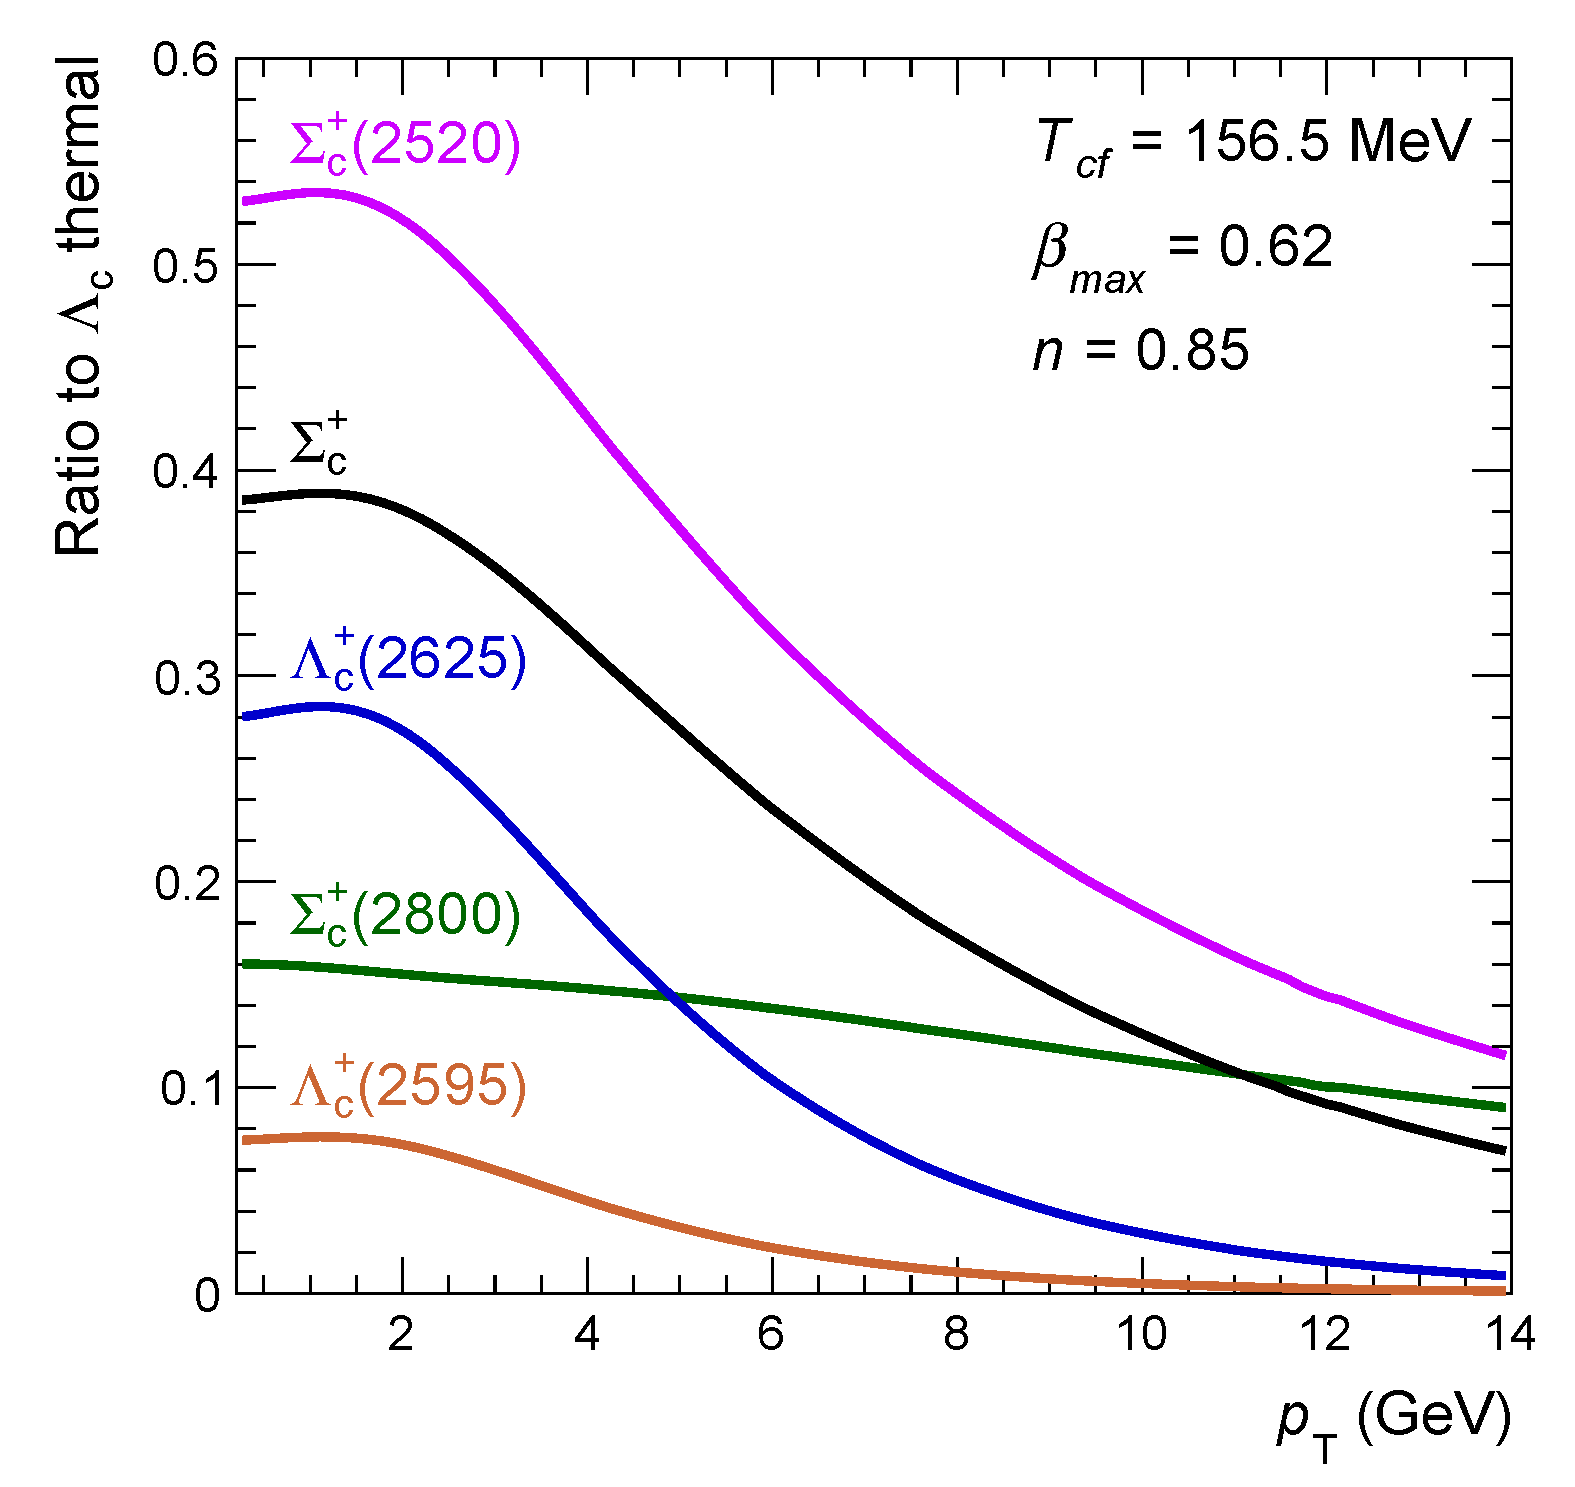 0.6
0.5
0.4
0.3
0.2
0.1
0
Ratio to Λc thermal
Σc+(2520)
Σc+
Λc+(2625)
Σc+(2800)
Λc+(2595)
Tcf = 156.5 MeV
βmax = 0.62
n = 0.85
2 4 6 8 10 12 14
pT (GeV)